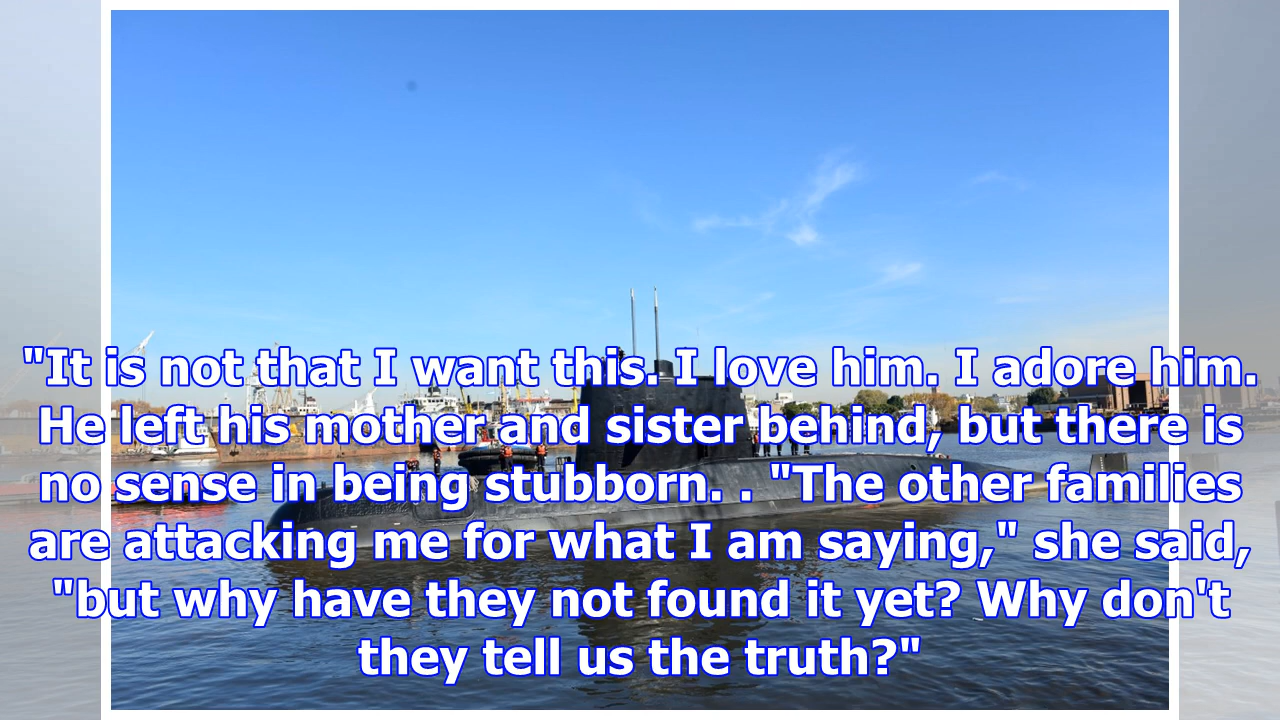 "It is not that I want this. I love him. I adore him.
He left his mother and sister behind, but there is
no sense in being stubborn. . "The other families
are attacking me for what I am saying," she said,
"but why have they not found it yet? Why don't
they tell us the truth?"